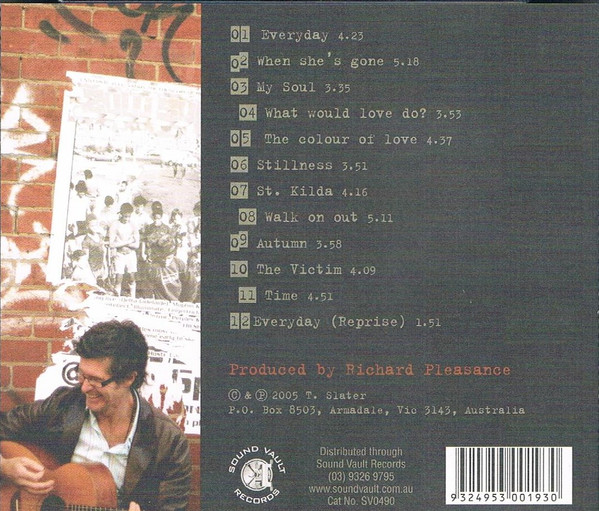 01 Everyday 4.23
02 When she's gone 5.18
03 My Soul 3.35
04 What would love do? 3.53
05 The colour of love 4.37
06 Stillness 3.51
07 St. Kilda 4.16
08 Walk on out 5.11
09 Autumn 3.58
10 The Victim 4.09
11 Time 4.51
12 Everyday (Reprise) 1.51
Produced by Richard Pleasance
© & ℗ 2005 T. Slater
P.O. Box 8503, Armadale, Vic 3143, Australia
SOUND VAULT
RECORDS
Distributed through
Sound Vault Records
(03) 9326 9795
www.soundvault.com.au
Cat No. SV0490
9 324953 001930